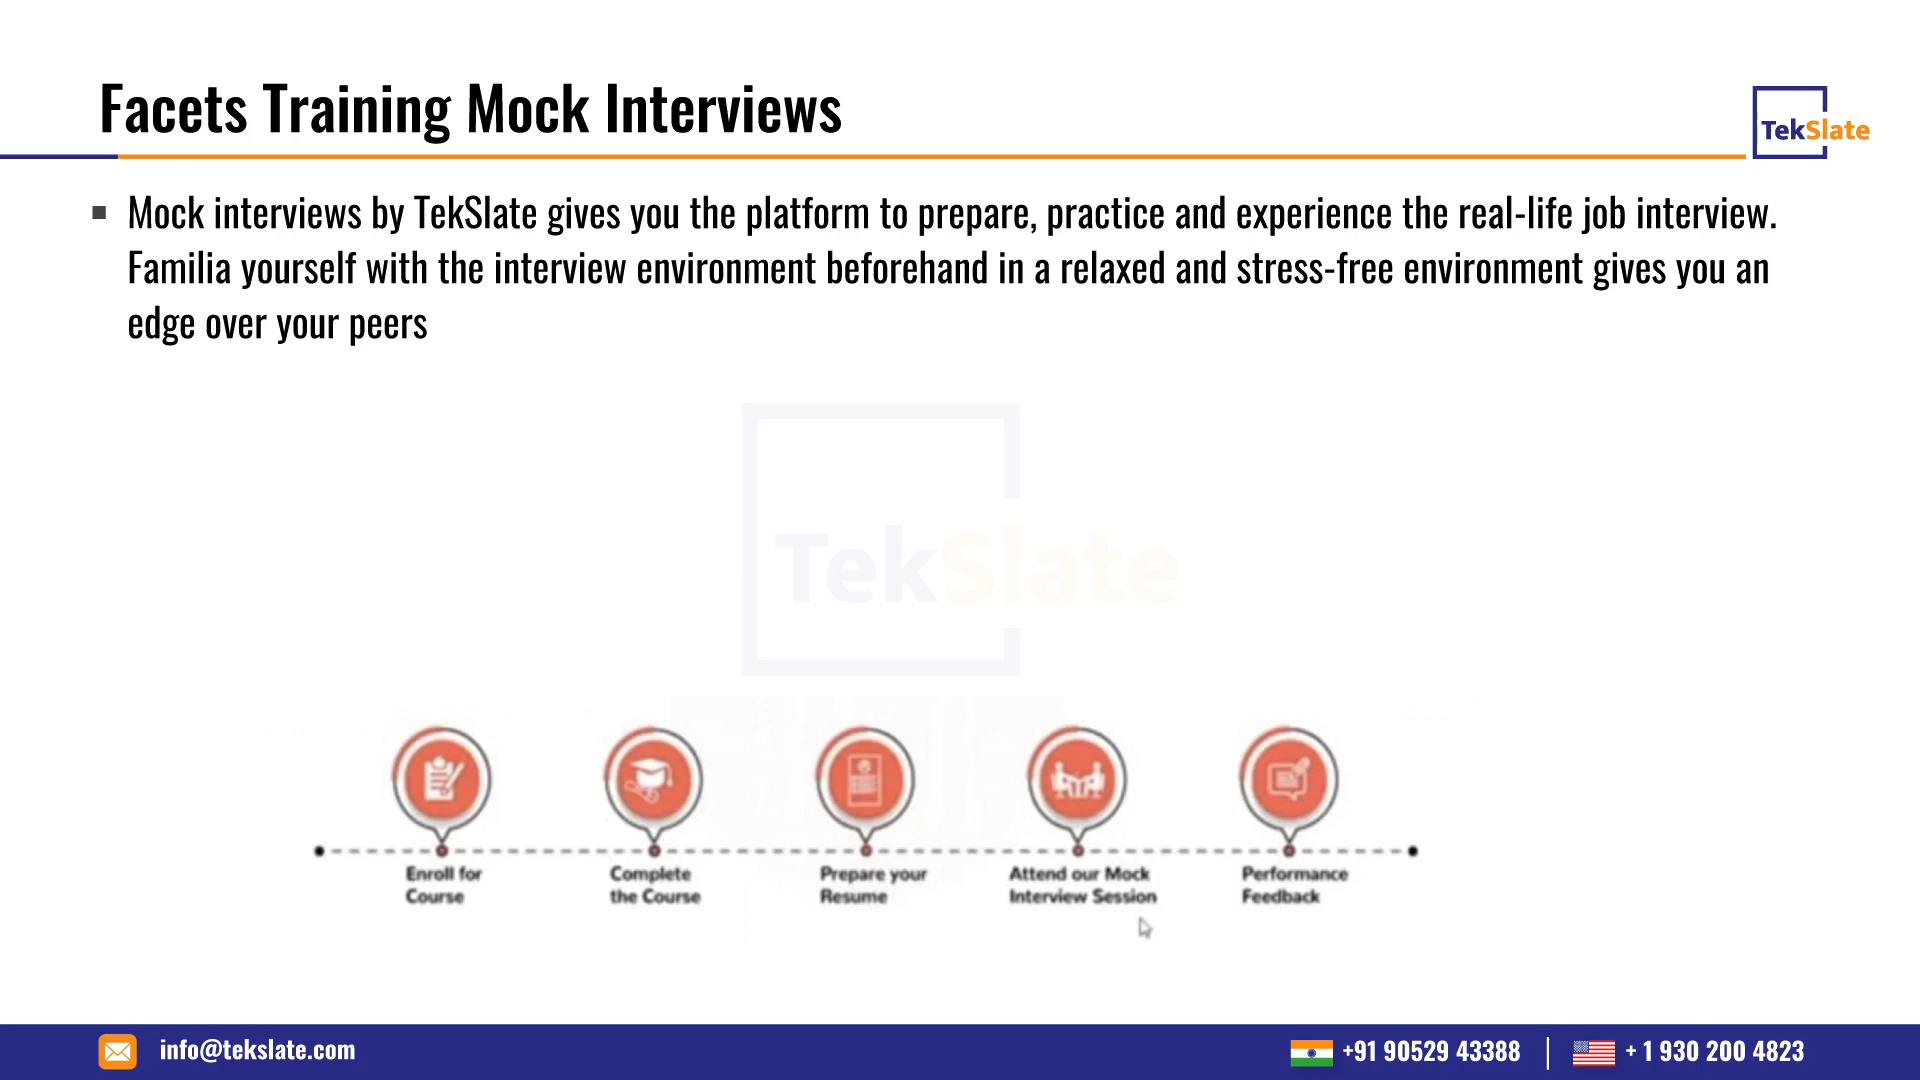 Facets Training Mock Interviews
TekSlate
Mock interviews by TekSlate gives you the platform to prepare, practice and experience the real-life job interview.
Familia yourself with the interview environment beforehand in a relaxed and stress-free environment gives you an
edge over your peers
TekSlate
Enroll for
Course
Complete
the Course
Prepare your
Resume
Attend our Mock
Interview Session
Performance
Feedback
info@tekslate.com
+91 90529 43388
+ 1 930 200 4823